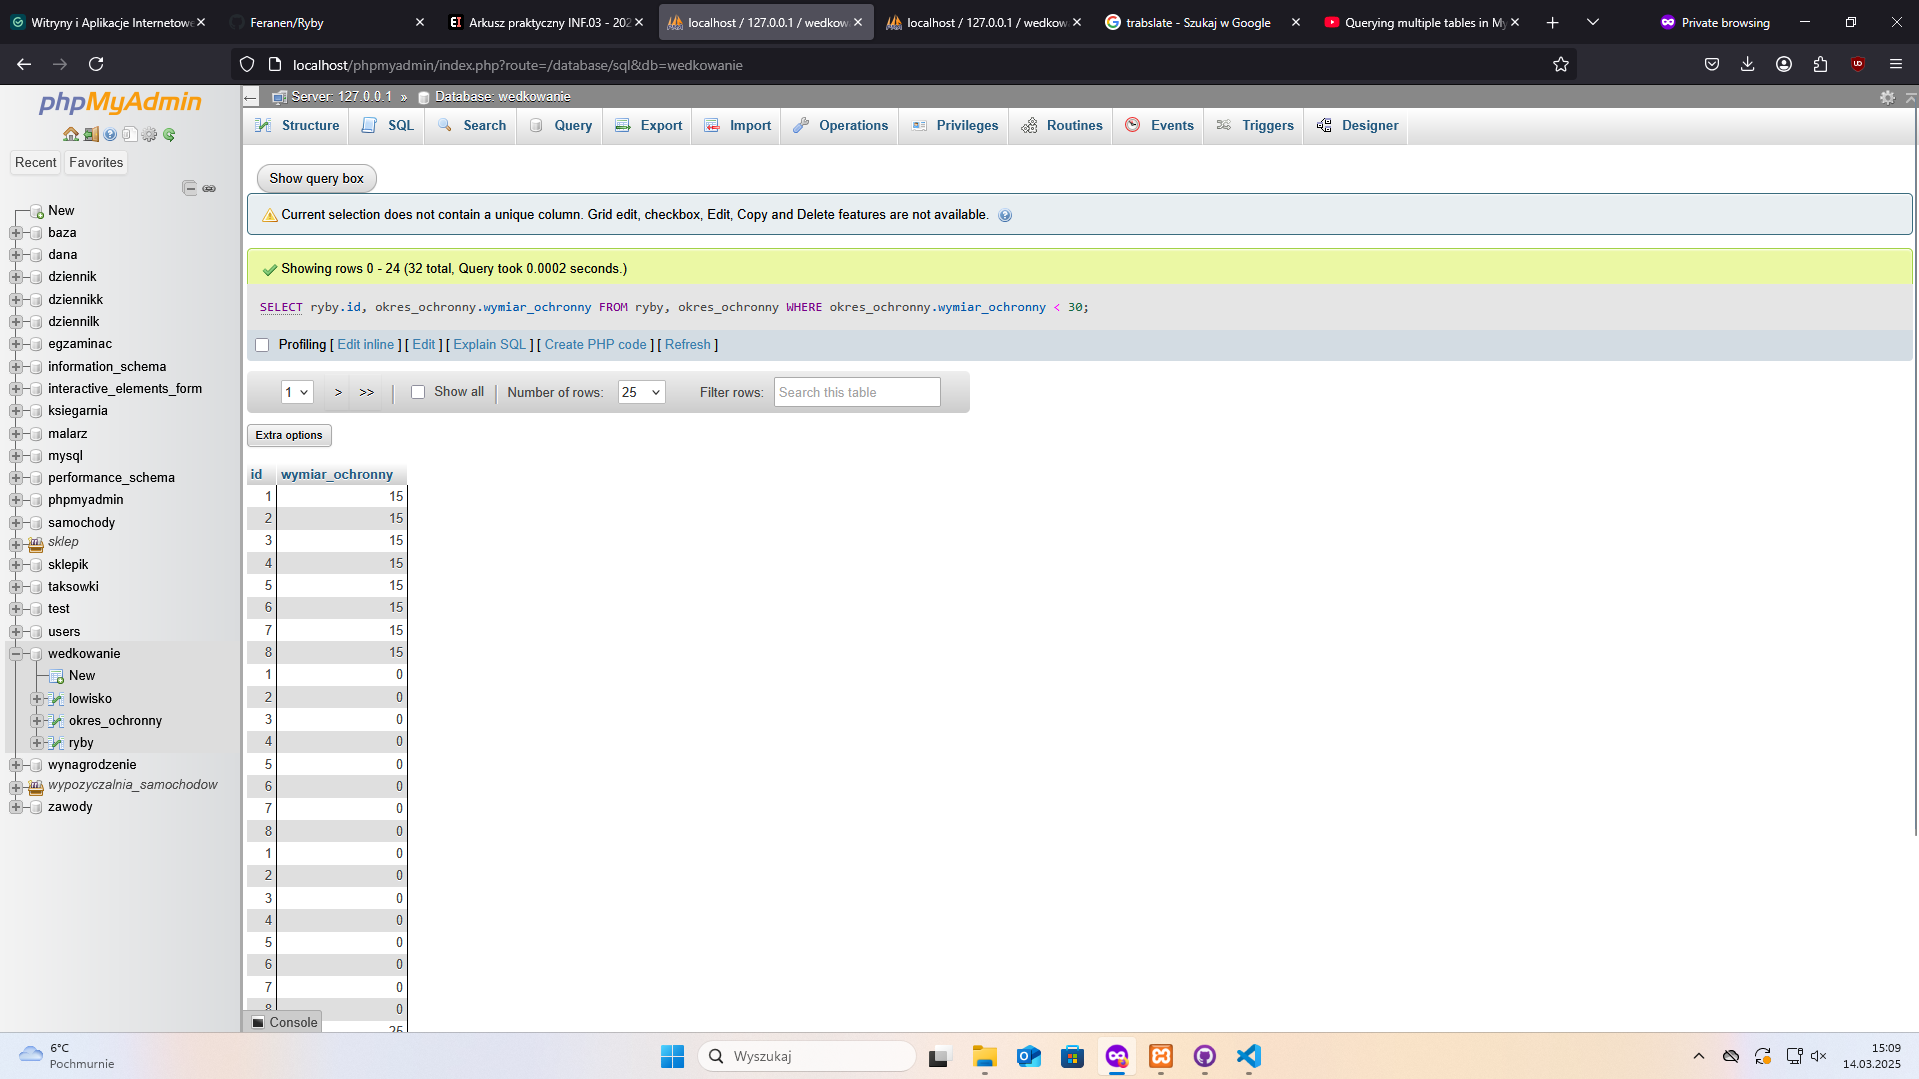 Witryny i Aplikacje Internetowe
Feranen/Ryby
Arkusz praktyczny INF.03 - 202
localhost / 127.0.0.1 / wedkow
localhost / 127.0.0.1 / wedkow
trabslate - Szukaj w Google
Querying multiple tables in My
Private browsing
localhost/phpmyadmin/index.php?route=/database/sql&db=wedkowanie
phpMyAdmin
Recent
Favorites
New
baza
dana
dziennik
dziennikk
dziennilk
egzaminac
information_schema
interactive_elements_form
ksiegarnia
malarz
mysql
performance_schema
phpmyadmin
samochody
sklep
sklepik
taksowki
test
users
wedkowanie
New
lowisko
okres_ochronny
ryby
wynagrodzenie
wypozyczalnia_samochodow
zawody
Server: 127.0.0.1 » Database: wedkowanie
Structure SQL Search Query Export Import Operations Privileges Routines Events Triggers Designer
Show query box
Current selection does not contain a unique column. Grid edit, checkbox, Edit, Copy and Delete features are not available.
Showing rows 0 - 24 (32 total, Query took 0.0002 seconds.)
SELECT ryby.id, okres_ochronny.wymiar_ochronny FROM ryby, okres_ochronny WHERE okres_ochronny.wymiar_ochronny < 30;
Profiling [ Edit inline ] [ Edit ] [ Explain SQL ] [ Create PHP code ] [ Refresh ]
1 > >> Show all Number of rows: 25 Filter rows: Search this table
Extra options
id wymiar_ochronny
1 15
2 15
3 15
4 15
5 15
6 15
7 15
8 15
1 0
2 0
3 0
4 0
5 0
6 0
7 0
8 0
1 0
2 0
3 0
4 0
5 0
6 0
7 0
8 0
25
Console
6°C
Pochmurnie
Wyszukaj
15:09
14.03.2025